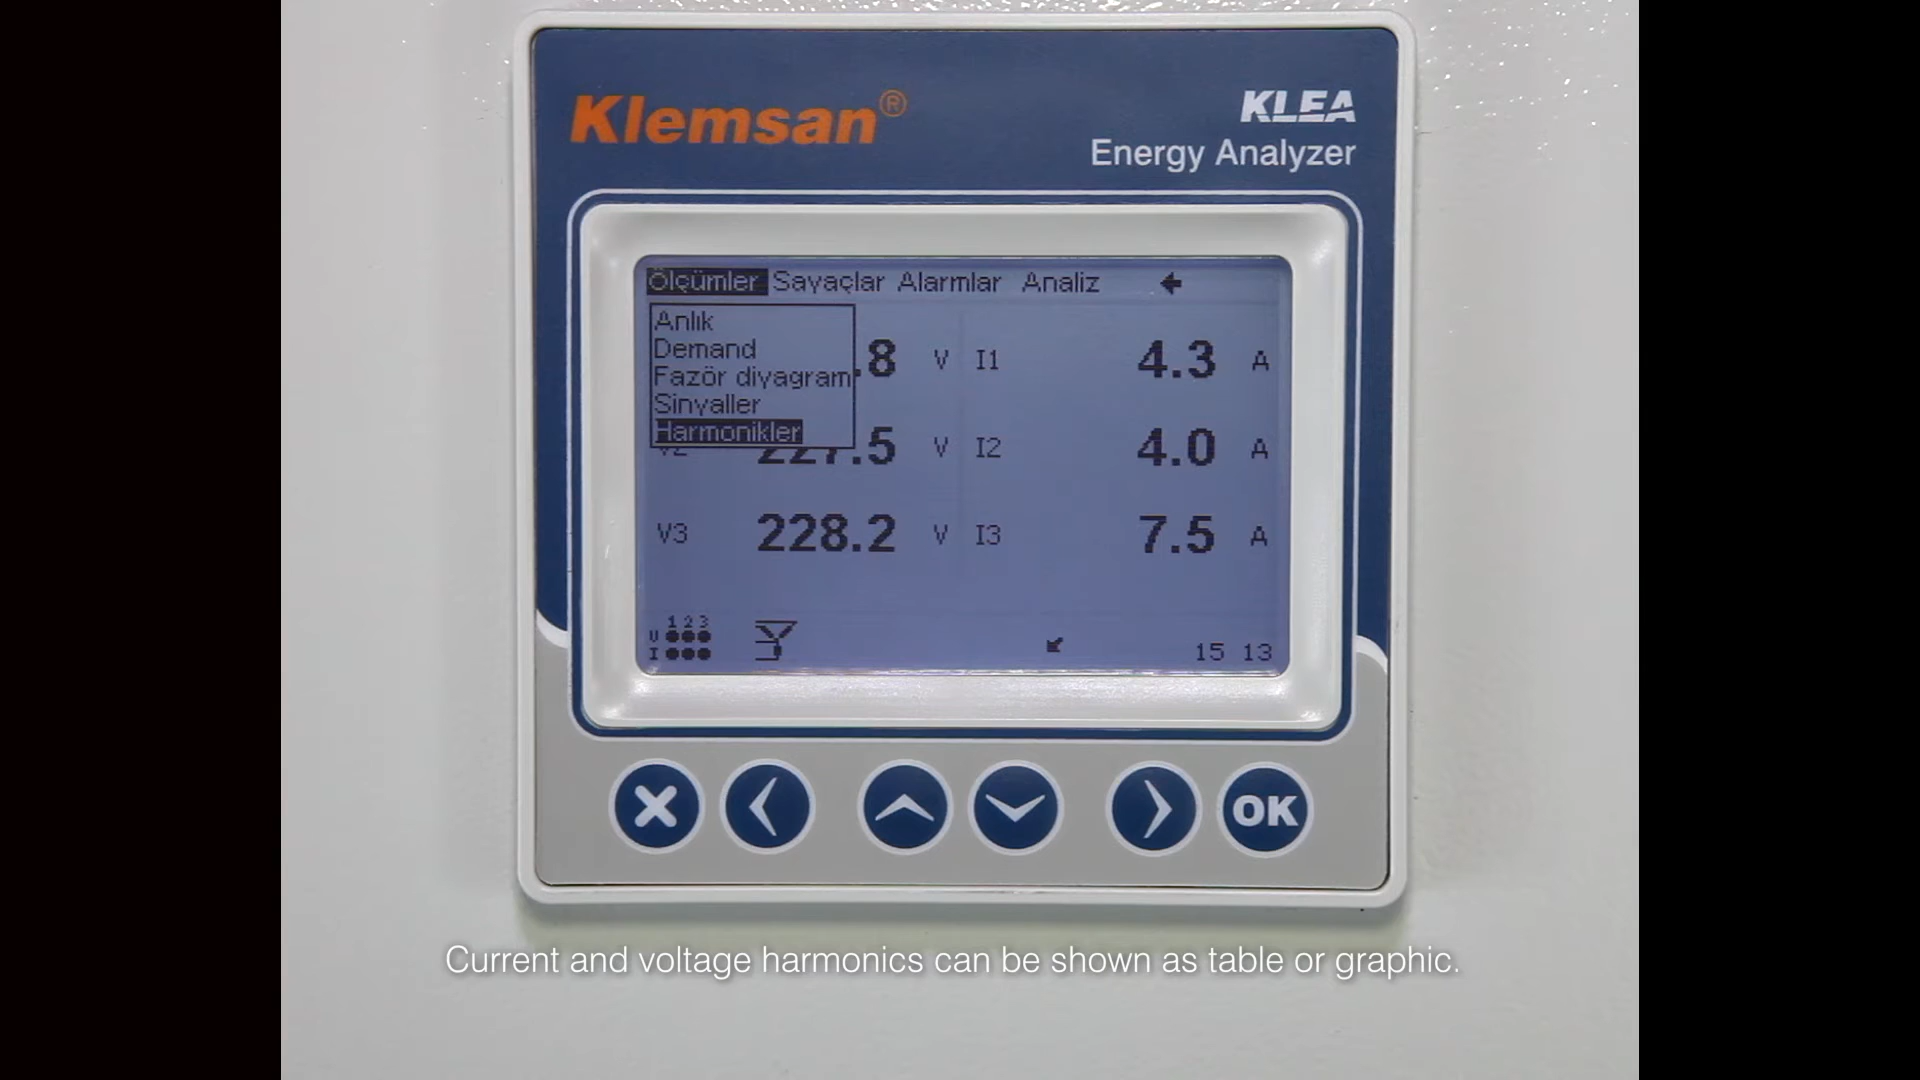 Klemsan®
KLEA
Energy Analyzer
Ölçümler Sayaçlar Alarmlar Analiz
Anlık
Demand
Fazör diyagram
Sinyaller
Harmonikler
.8 V I1 4.3 A
V2 227.5 V I2 4.0 A
V3 228.2 V I3 7.5 A
1 2 3
U
I
15 13
OK
Current and voltage harmonics can be shown as table or graphic.